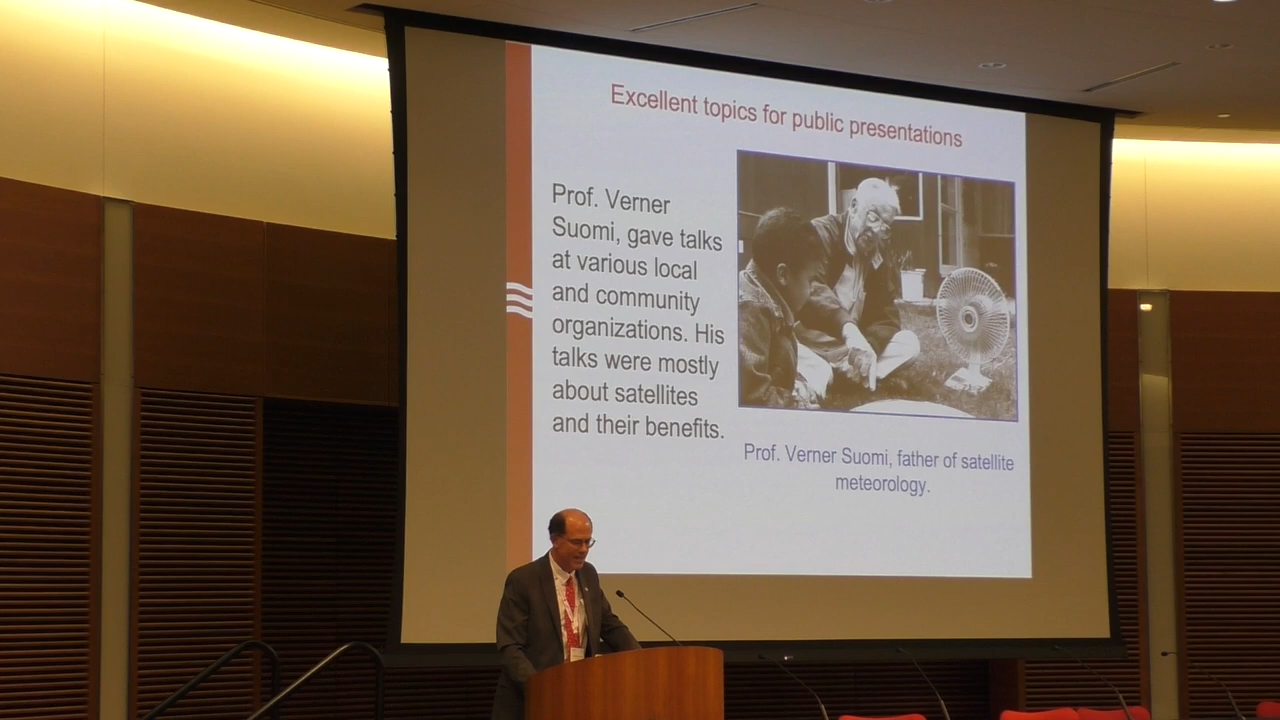 Excellent topics for public presentations
Prof. Verner
Suomi, gave talks
at various local
and community
organizations. His
talks were mostly
about satellites
and their benefits.
Prof. Verner Suomi, father of satellite
meteorology.